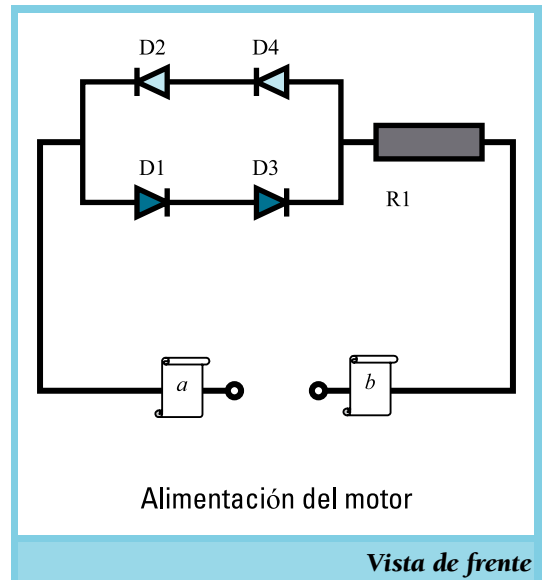 D2 D4
D1 D3
R1
a b
Alimentación del motor
Vista de frente